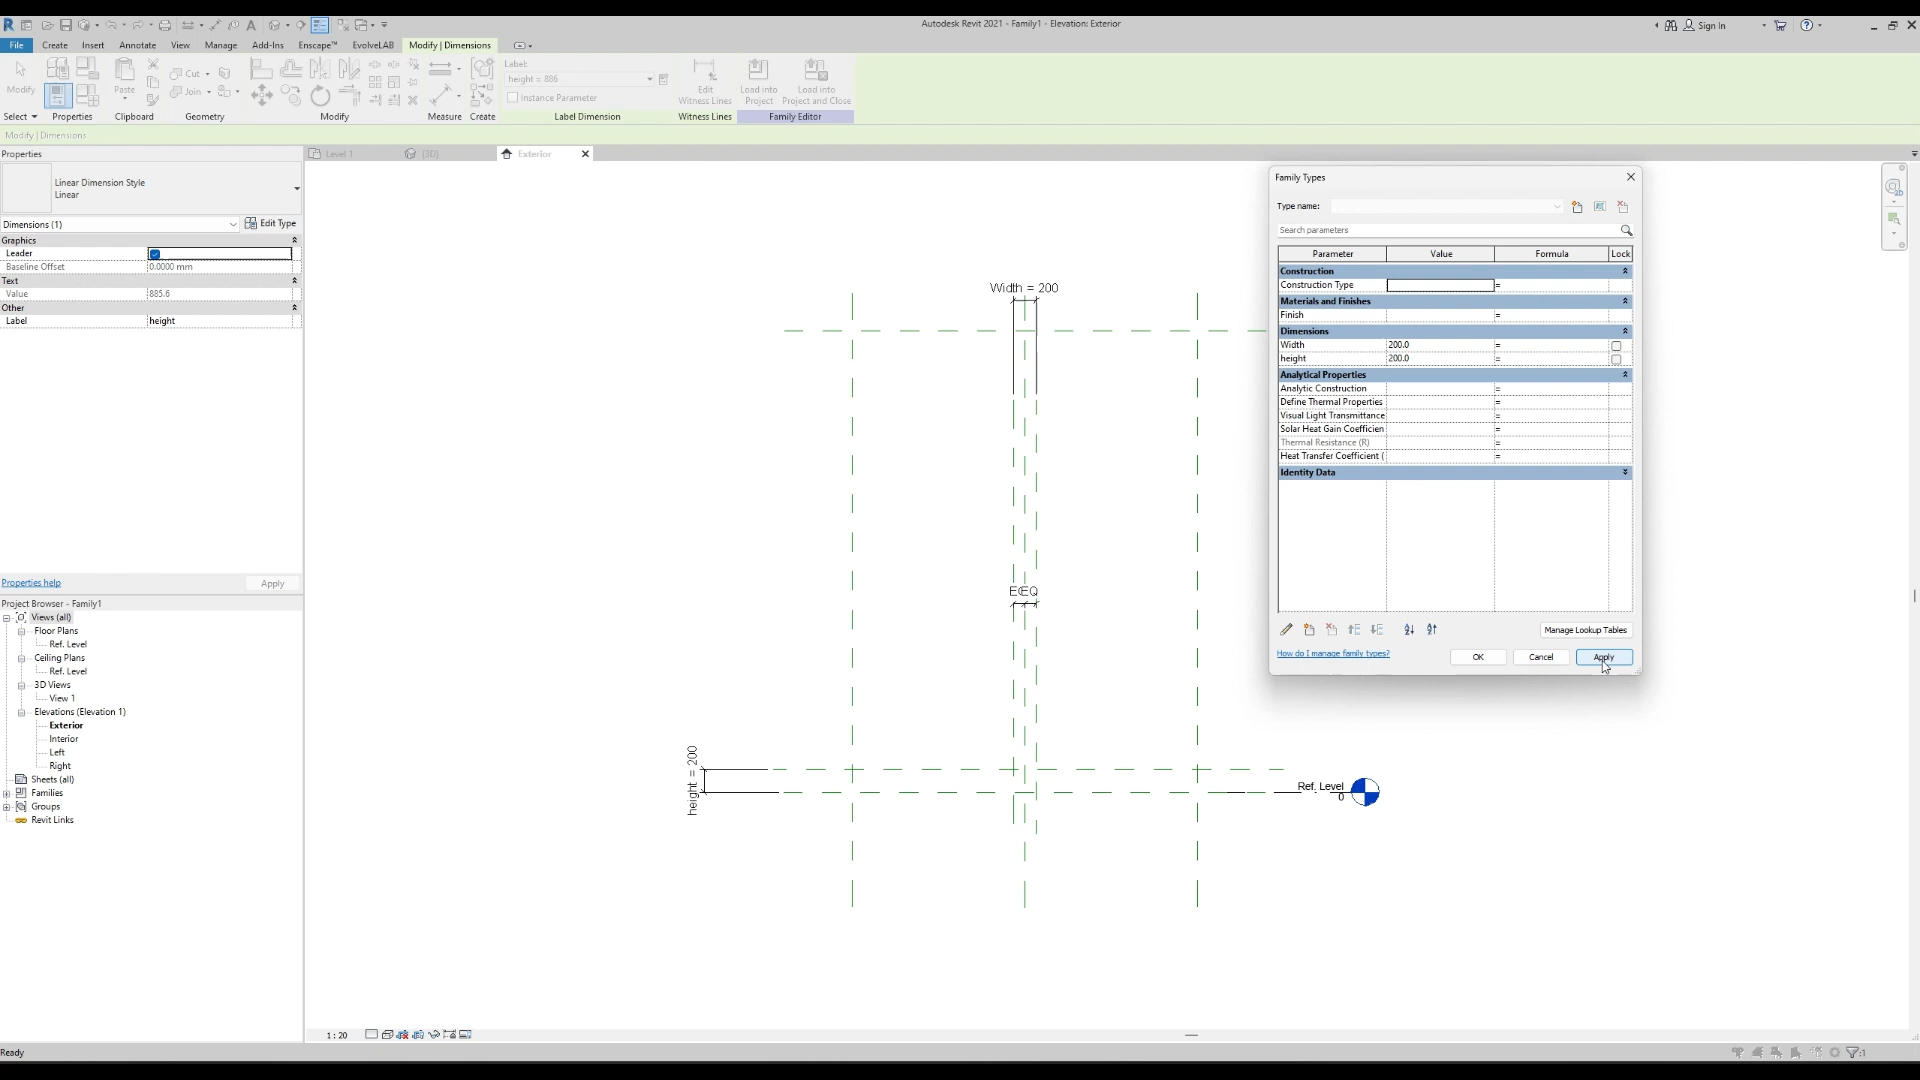 Autodesk Revit 2021 - Family1 - Elevation: Exterior
Sign In
File Create Insert Annotate View Manage Add-Ins Enscape™ EvolveLAB Modify | Dimensions
Modify
Paste
Cut
Join
Label:
height = 886
Instance Parameter
Edit
Witness Lines
Load into
Project
Load into
Project and Close
Select Properties Clipboard Geometry Modify Measure Create Label Dimension Witness Lines Family Editor
Modify | Dimensions
Properties
Linear Dimension Style
Linear
Dimensions (1)
Edit Type
Graphics
Leader
Baseline Offset 0.0000 mm
Text
Value 885.6
Other
Label height
Properties help
Apply
Project Browser - Family1
Views (all)
Floor Plans
Ref. Level
Ceiling Plans
Ref. Level
3D Views
View 1
Elevations (Elevation 1)
Exterior
Interior
Left
Right
Sheets (all)
Families
Groups
Revit Links
Level 1
(3D)
Exterior
Width = 200
EQ
height = 200
Ref. Level
0
Family Types
Type name:
Search parameters
Parameter Value Formula Lock
Construction
Construction Type =
Materials and Finishes
Finish =
Dimensions
Width 200.0 =
height 200.0 =
Analytical Properties
Analytic Construction =
Define Thermal Properties =
Visual Light Transmittance =
Solar Heat Gain Coefficien =
Thermal Resistance (R) =
Heat Transfer Coefficient ( =
Identity Data
Manage Lookup Tables
How do I manage family types?
OK
Cancel
Apply
1 : 20
Ready
:1